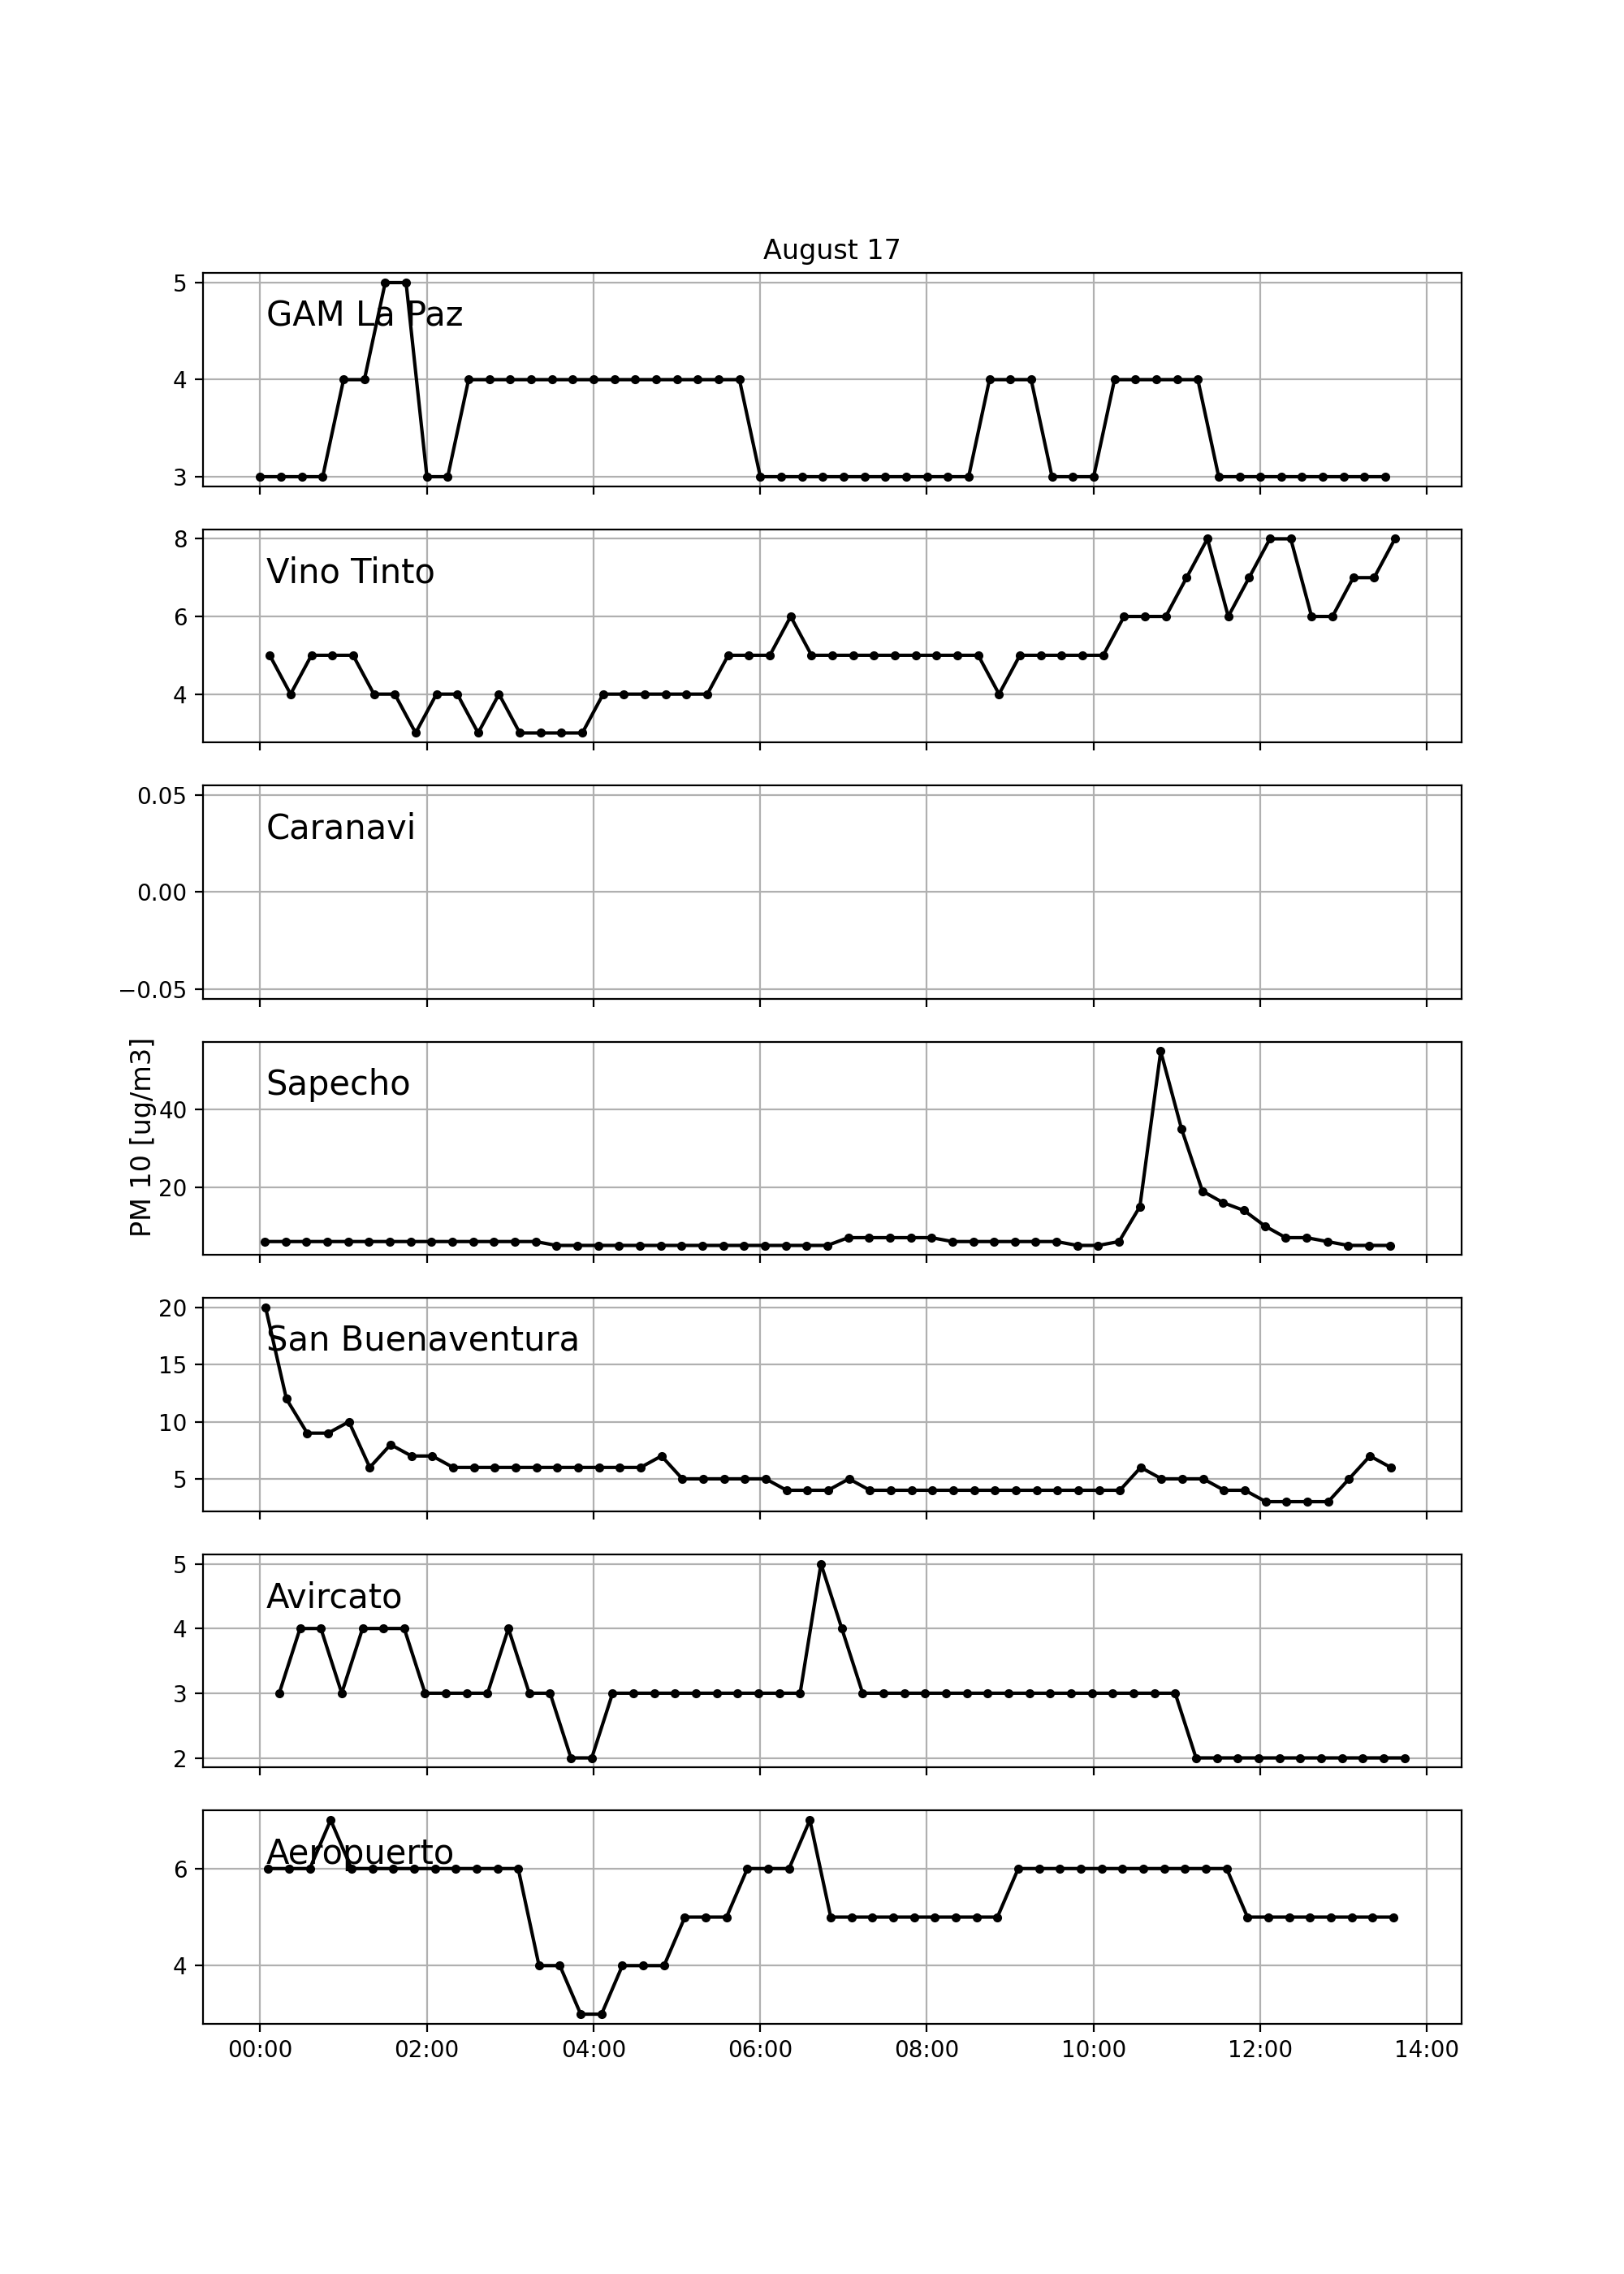 August 17
5
GAM La Paz
4
3
8
Vino Tinto
6
4
0.05
Caranavi
0.00
−0.05
PM 10 [ug/m3]
Sapecho
40
20
20
San Buenaventura
15
10
5
5
Avircato
4
3
2
Aeropuerto
6
4
00:00 02:00 04:00 06:00 08:00 10:00 12:00 14:00